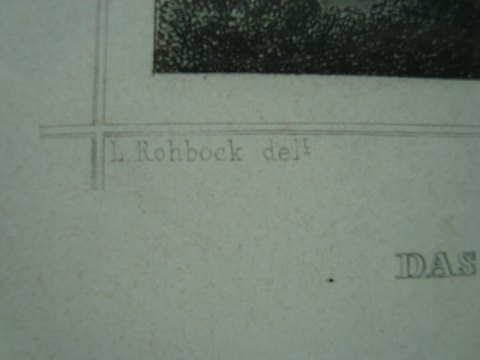 L. Rohbock delt.
DAS